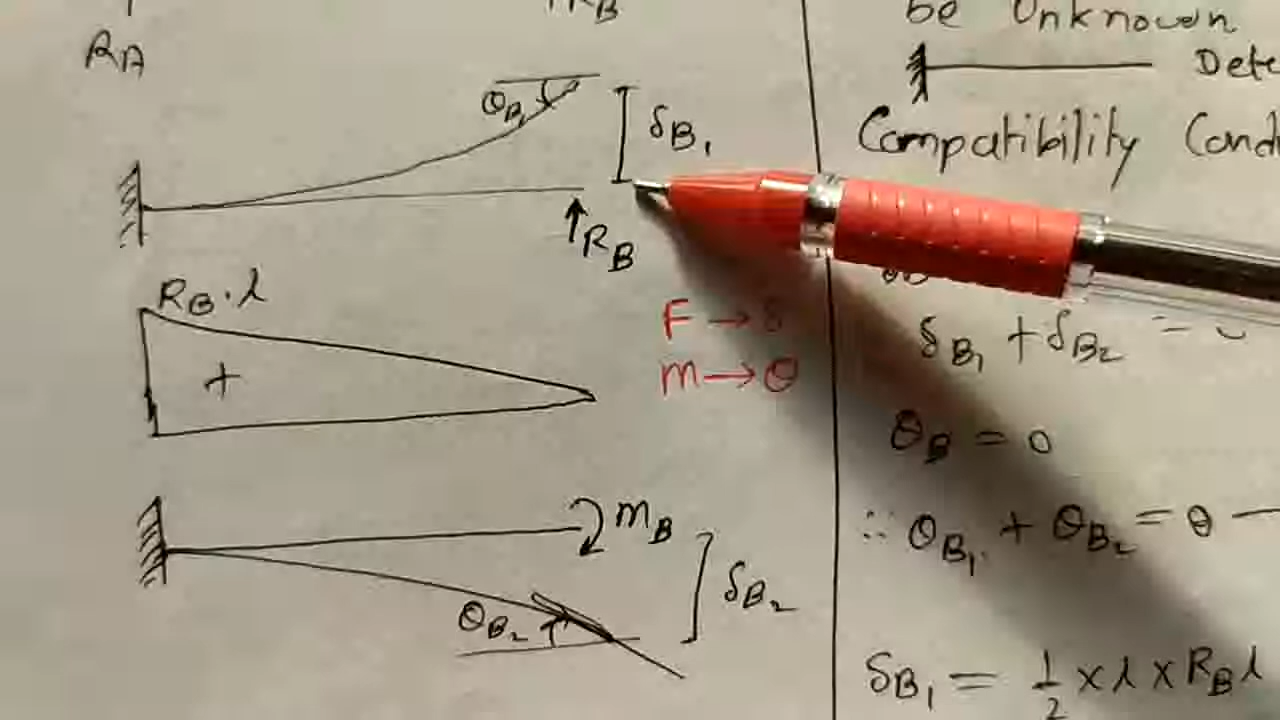 RA
RB
θB1
δB1
RB
RB.l
+
F → δ
m → θ
mB
δB2
θB2
be Unknown
Dete
Compatibility Cond
δB1 + δB2 =
θB = 0
∴ θB1 + θB2 = θ
δB1 = 1/2 × l × RBl